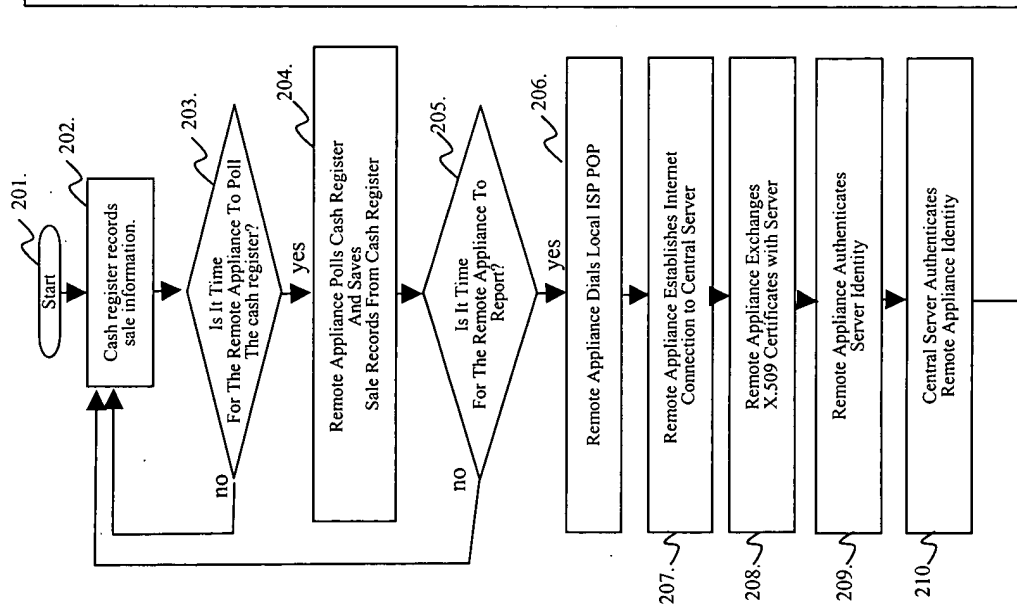 201.
Start
202.
Cash register records
sale information.
203.
Is It Time
For The Remote Appliance To Poll
The cash register?
no
yes
204.
Remote Appliance Polls Cash Register
And Saves
Sale Records From Cash Register
205.
Is It Time
For The Remote Appliance To
Report?
no
yes
206.
Remote Appliance Dials Local ISP POP
207.
Remote Appliance Establishes Internet
Connection to Central Server
208.
Remote Appliance Exchanges
X.509 Certificates with Server
209.
Remote Appliance Authenticates
Server Identity
210.
Central Server Authenticates
Remote Appliance Identity